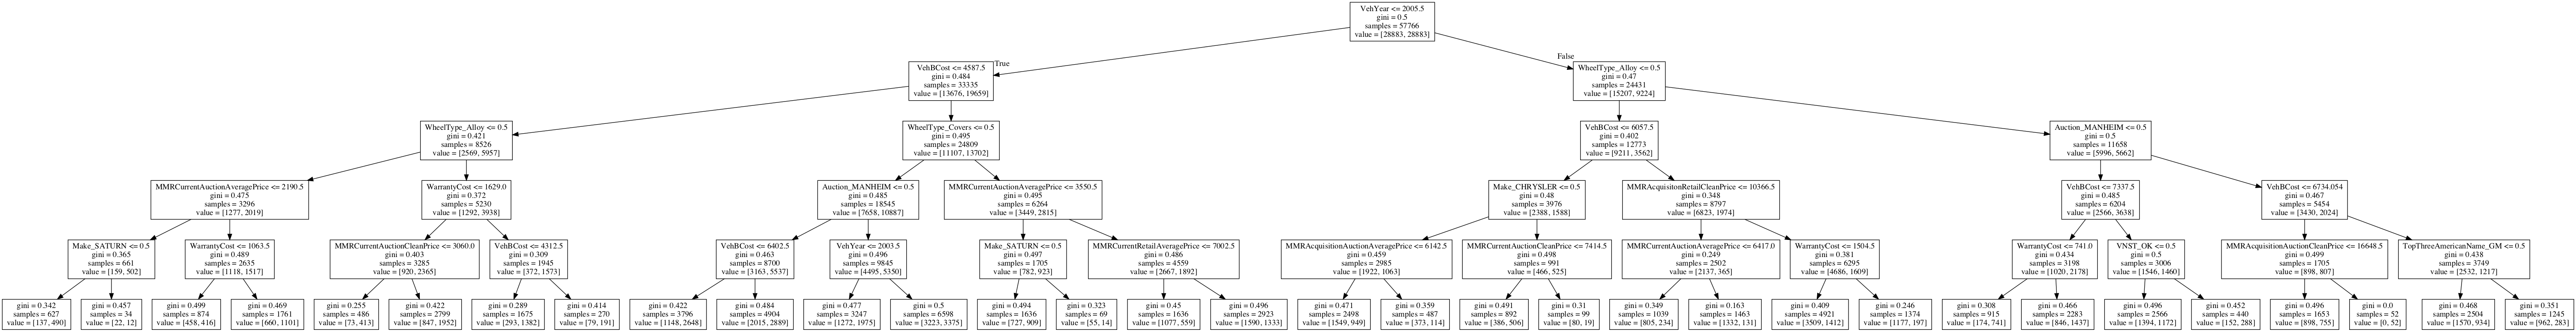 VehYear <= 2005.5
gini = 0.5
samples = 57766
value = [28883, 28883]
True
False
VehBCost <= 4587.5
gini = 0.484
samples = 33335
value = [13676, 19659]
WheelType_Alloy <= 0.5
gini = 0.47
samples = 24431
value = [15207, 9224]
WheelType_Alloy <= 0.5
gini = 0.421
samples = 8526
value = [2569, 5957]
WheelType_Covers <= 0.5
gini = 0.495
samples = 24809
value = [11107, 13702]
VehBCost <= 6057.5
gini = 0.402
samples = 12773
value = [9211, 3562]
Auction_MANHEIM <= 0.5
gini = 0.5
samples = 11658
value = [5996, 5662]
MMRCurrentAuctionAveragePrice <= 2190.5
gini = 0.475
samples = 3296
value = [1277, 2019]
WarrantyCost <= 1629.0
gini = 0.372
samples = 5230
value = [1292, 3938]
Auction_MANHEIM <= 0.5
gini = 0.485
samples = 18545
value = [7658, 10887]
MMRCurrentAuctionAveragePrice <= 3550.5
gini = 0.495
samples = 6264
value = [3449, 2815]
Make_CHRYSLER <= 0.5
gini = 0.48
samples = 3976
value = [2388, 1588]
MMRAcquisitonRetailCleanPrice <= 10366.5
gini = 0.348
samples = 8797
value = [6823, 1974]
VehBCost <= 7337.5
gini = 0.485
samples = 6204
value = [2566, 3638]
VehBCost <= 6734.054
gini = 0.467
samples = 5454
value = [3430, 2024]
Make_SATURN <= 0.5
gini = 0.365
samples = 661
value = [159, 502]
WarrantyCost <= 1063.5
gini = 0.489
samples = 2635
value = [1118, 1517]
MMRCurrentAuctionCleanPrice <= 3060.0
gini = 0.403
samples = 3285
value = [920, 2365]
VehBCost <= 4312.5
gini = 0.309
samples = 1945
value = [372, 1573]
VehBCost <= 6402.5
gini = 0.463
samples = 8700
value = [3163, 5537]
VehYear <= 2003.5
gini = 0.496
samples = 9845
value = [4495, 5350]
Make_SATURN <= 0.5
gini = 0.497
samples = 1705
value = [782, 923]
MMRCurrentRetailAveragePrice <= 7002.5
gini = 0.486
samples = 4559
value = [2667, 1892]
MMRAcquisitionAuctionAveragePrice <= 6142.5
gini = 0.459
samples = 2985
value = [1922, 1063]
MMRCurrentAuctionCleanPrice <= 7414.5
gini = 0.498
samples = 991
value = [466, 525]
MMRCurrentAuctionAveragePrice <= 6417.0
gini = 0.249
samples = 2502
value = [2137, 365]
WarrantyCost <= 1504.5
gini = 0.381
samples = 6295
value = [4686, 1609]
WarrantyCost <= 741.0
gini = 0.434
samples = 3198
value = [1020, 2178]
VNST_OK <= 0.5
gini = 0.5
samples = 3006
value = [1546, 1460]
MMRAcquisitionAuctionCleanPrice <= 16648.5
gini = 0.499
samples = 1705
value = [898, 807]
TopThreeAmericanName_GM <= 0.5
gini = 0.438
samples = 3749
value = [2532, 1217]
gini = 0.342
samples = 627
value = [137, 490]
gini = 0.457
samples = 34
value = [22, 12]
gini = 0.499
samples = 874
value = [458, 416]
gini = 0.469
samples = 1761
value = [660, 1101]
gini = 0.255
samples = 486
value = [73, 413]
gini = 0.422
samples = 2799
value = [847, 1952]
gini = 0.289
samples = 1675
value = [293, 1382]
gini = 0.414
samples = 270
value = [79, 191]
gini = 0.422
samples = 3796
value = [1148, 2648]
gini = 0.484
samples = 4904
value = [2015, 2889]
gini = 0.477
samples = 3247
value = [1272, 1975]
gini = 0.5
samples = 6598
value = [3223, 3375]
gini = 0.494
samples = 1636
value = [727, 909]
gini = 0.323
samples = 69
value = [55, 14]
gini = 0.45
samples = 1636
value = [1077, 559]
gini = 0.496
samples = 2923
value = [1590, 1333]
gini = 0.471
samples = 2498
value = [1549, 949]
gini = 0.359
samples = 487
value = [373, 114]
gini = 0.491
samples = 892
value = [386, 506]
gini = 0.31
samples = 99
value = [80, 19]
gini = 0.349
samples = 1039
value = [805, 234]
gini = 0.163
samples = 1463
value = [1332, 131]
gini = 0.409
samples = 4921
value = [3509, 1412]
gini = 0.246
samples = 1374
value = [1177, 197]
gini = 0.308
samples = 915
value = [174, 741]
gini = 0.466
samples = 2283
value = [846, 1437]
gini = 0.496
samples = 2566
value = [1394, 1172]
gini = 0.452
samples = 440
value = [152, 288]
gini = 0.496
samples = 1653
value = [898, 755]
gini = 0.0
samples = 52
value = [0, 52]
gini = 0.468
samples = 2504
value = [1570, 934]
gini = 0.351
samples = 1245
value = [962, 283]